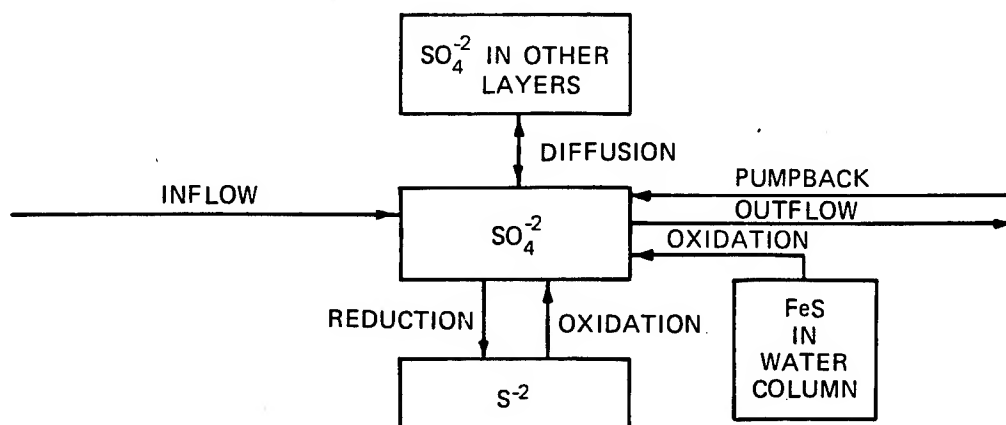 SO₄⁻² IN OTHER
LAYERS
DIFFUSION
INFLOW
PUMPBACK
OUTFLOW
SO₄⁻²
OXIDATION
REDUCTION
OXIDATION
FeS
IN
WATER
COLUMN
S⁻²